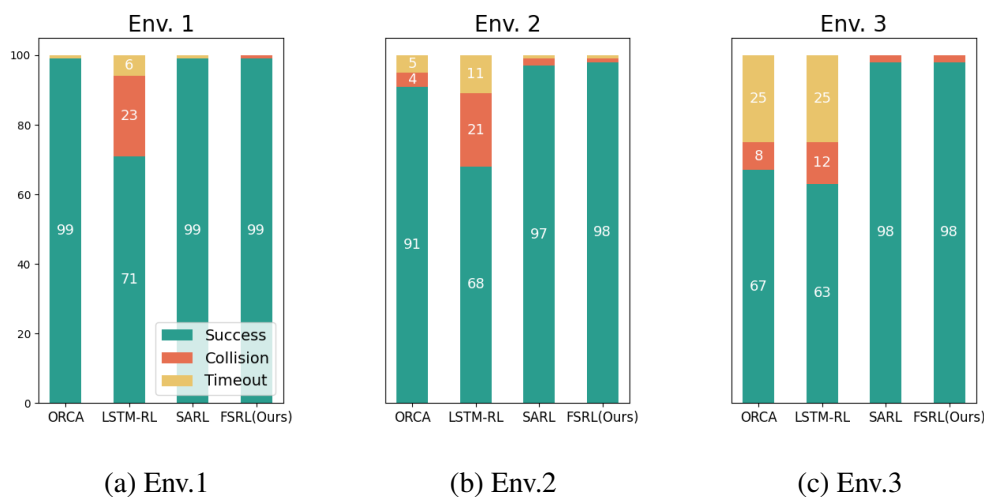 Env. 1
100
80
60
40
20
0
6
23
71
99
99
99
Success
Collision
Timeout
ORCA
LSTM-RL
SARL
FSRL(Ours)
(a) Env.1
Env. 2
5
4
91
11
21
68
97
98
ORCA
LSTM-RL
SARL
FSRL(Ours)
(b) Env.2
Env. 3
25
8
67
25
12
63
98
98
ORCA
LSTM-RL
SARL
FSRL(Ours)
(c) Env.3